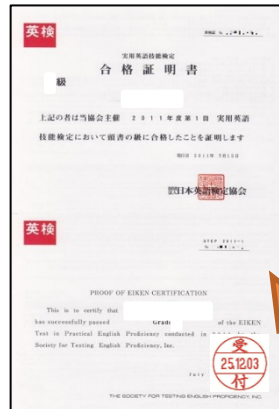 英検
実用英語技能検定
合格証明書
級
上記の者は当協会主催 2011年度第1回 実用英語
技能検定において頭書の級に合格したことを証明します
日本英語検定協会
英検
PROOF OF EIKEN CERTIFICATION
This is to certify that
has successfully passed Grade of the EIKEN
Test in Practical English Proficiency conducted in
Society for Testing English Proficiency, Inc.
July
受
25.12.03
付
THE SOCIETY FOR TESTING ENGLISH PROFICIENCY, INC.